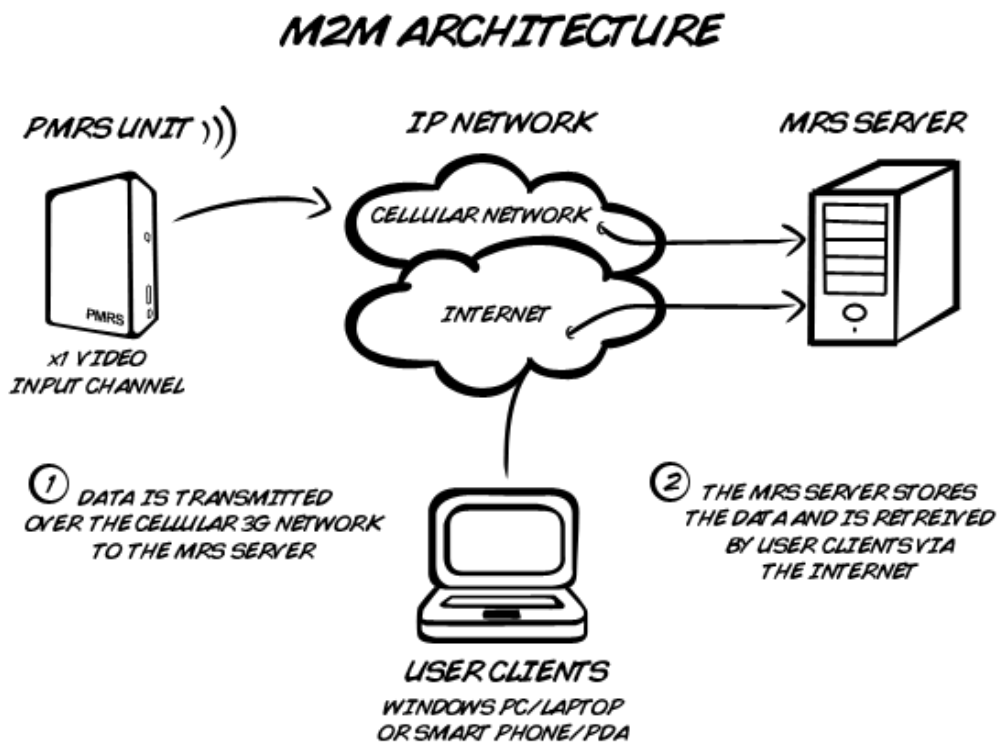 M2M ARCHITECTURE
PMRS UNIT
IP NETWORK
MRS SERVER
CELLULAR NETWORK
INTERNET
PMRS
x1 VIDEO
INPUT CHANNEL
1 DATA IS TRANSMITTED
OVER THE CELLULAR 3G NETWORK
TO THE MRS SERVER
2 THE MRS SERVER STORES
THE DATA AND IS RETREIVED
BY USER CLIENTS VIA
THE INTERNET
USER CLIENTS
WINDOWS PC/LAPTOP
OR SMART PHONE/PDA